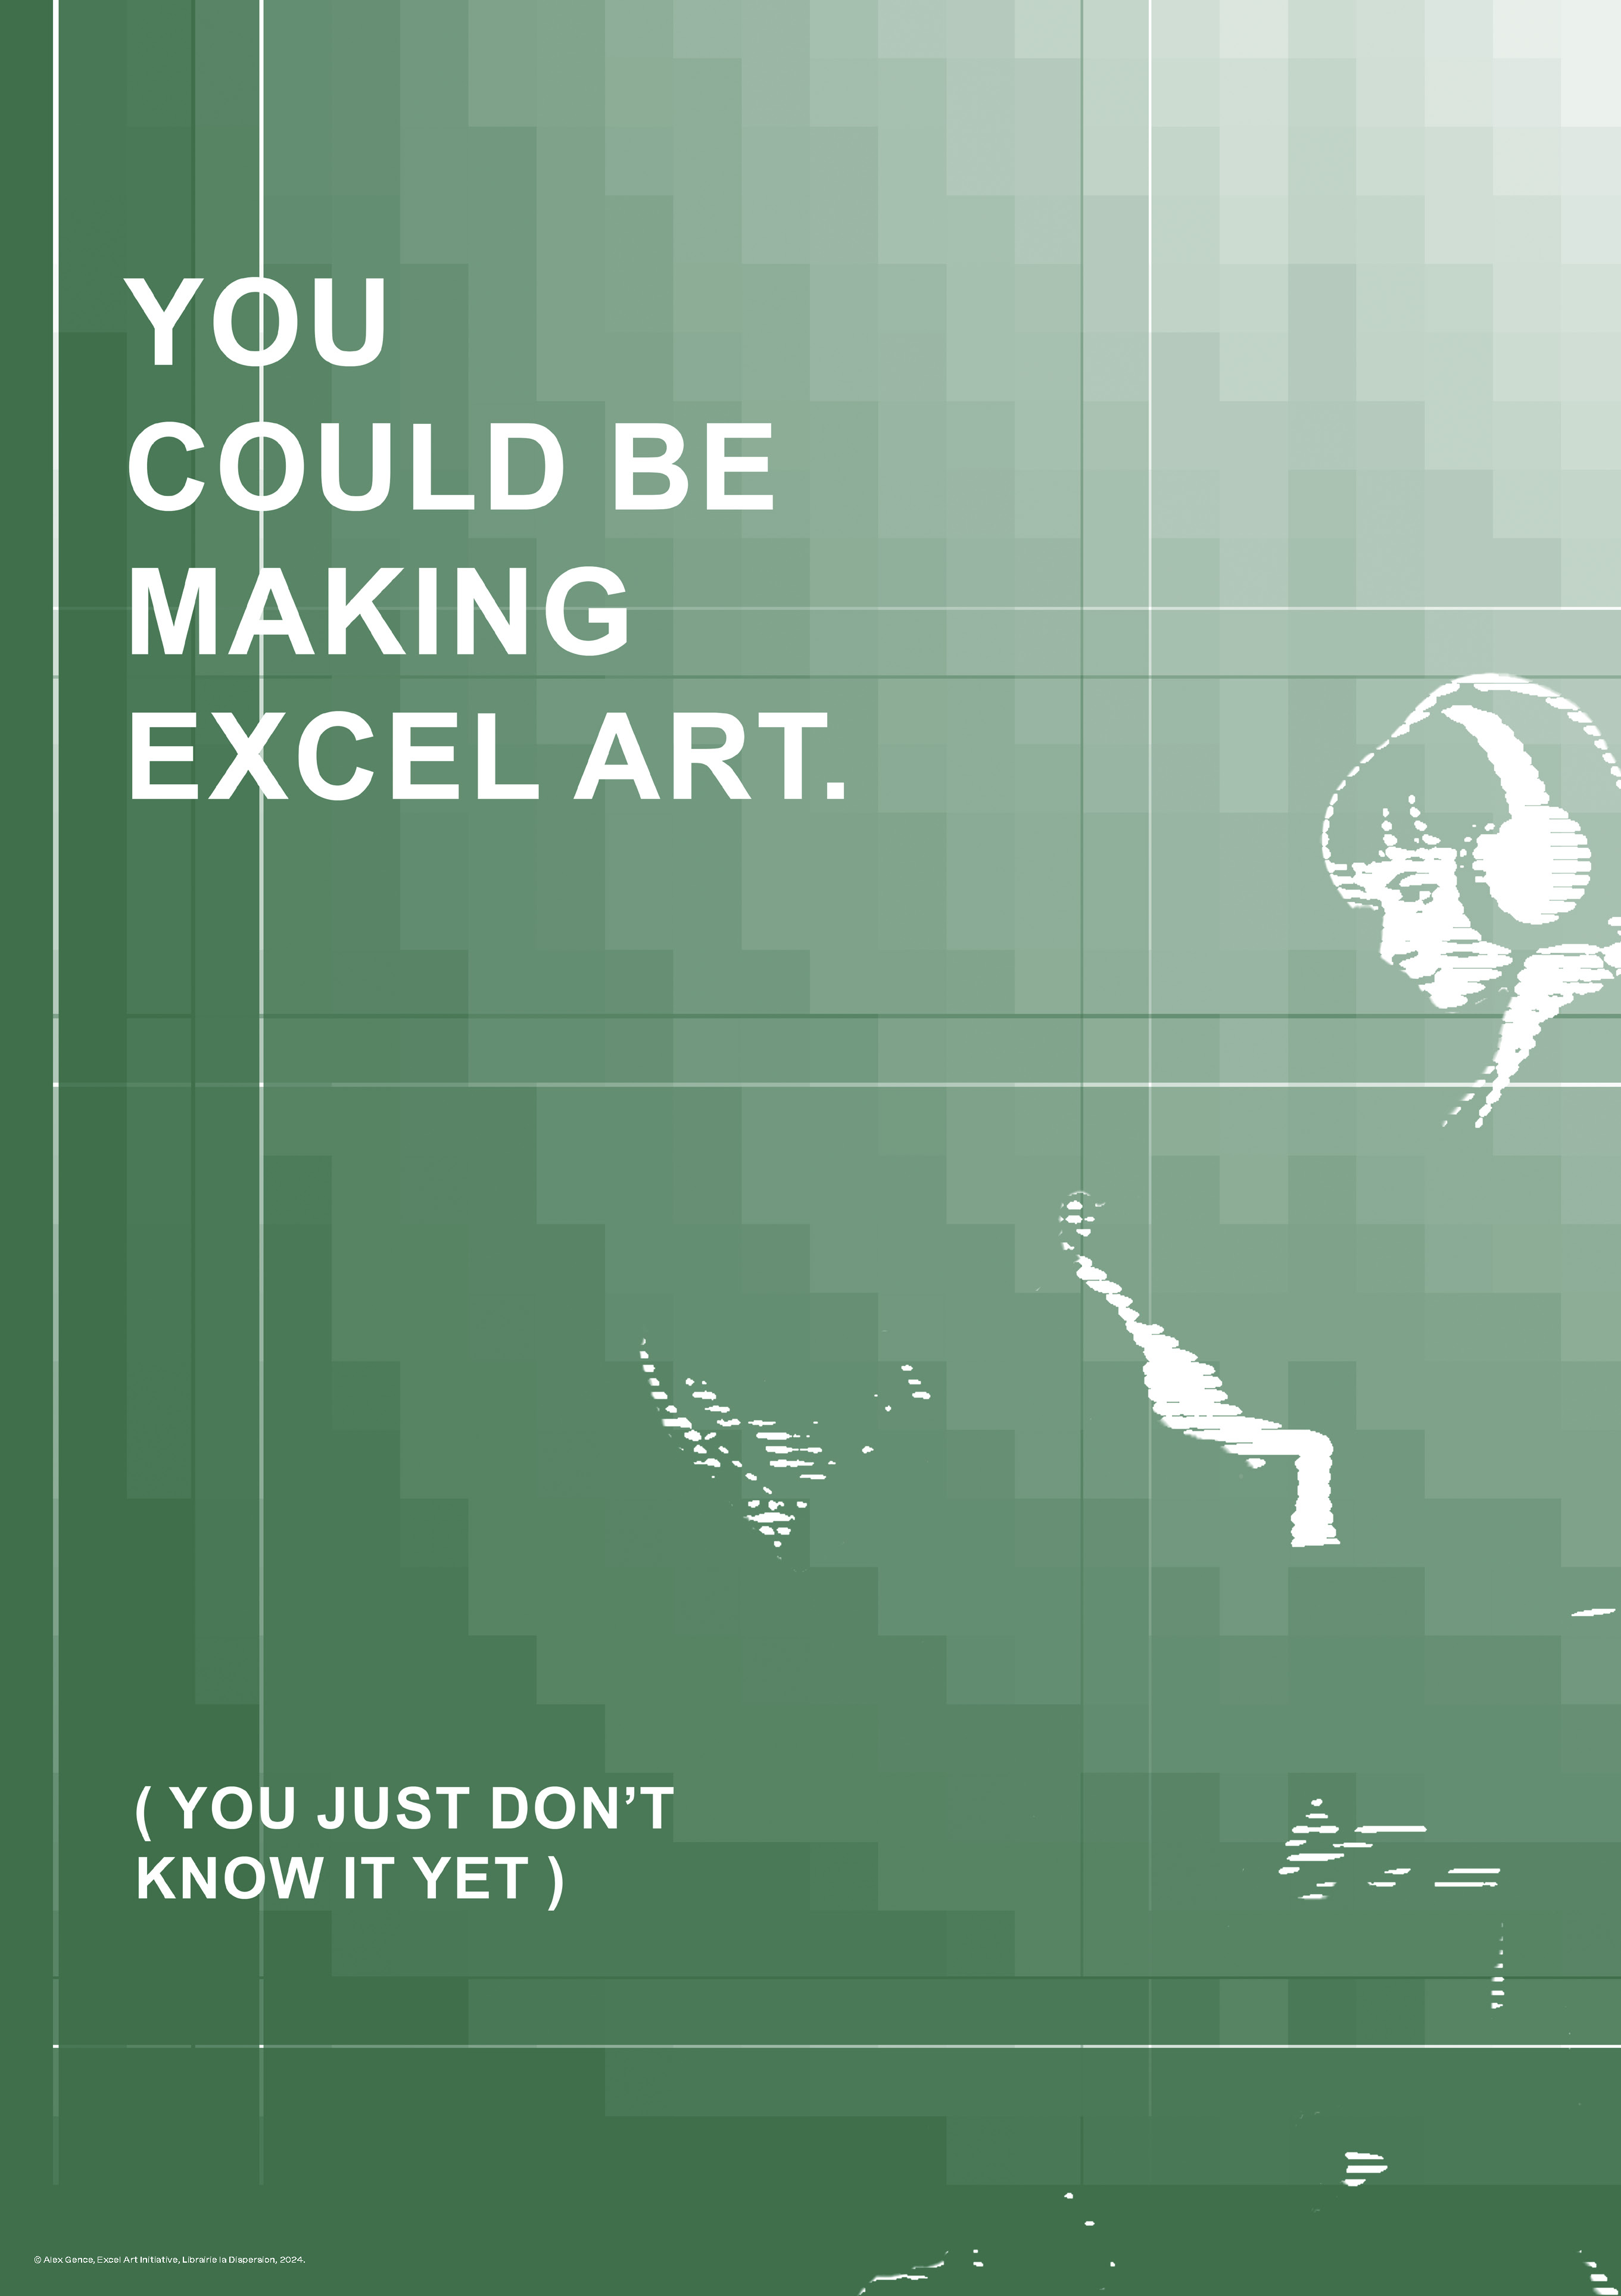 YOU
COULD BE
MAKING
EXCEL ART.
( YOU JUST DON’T
KNOW IT YET )
© Alex Gence, Excel Art Initiative, Librairie la Dispersion, 2024.